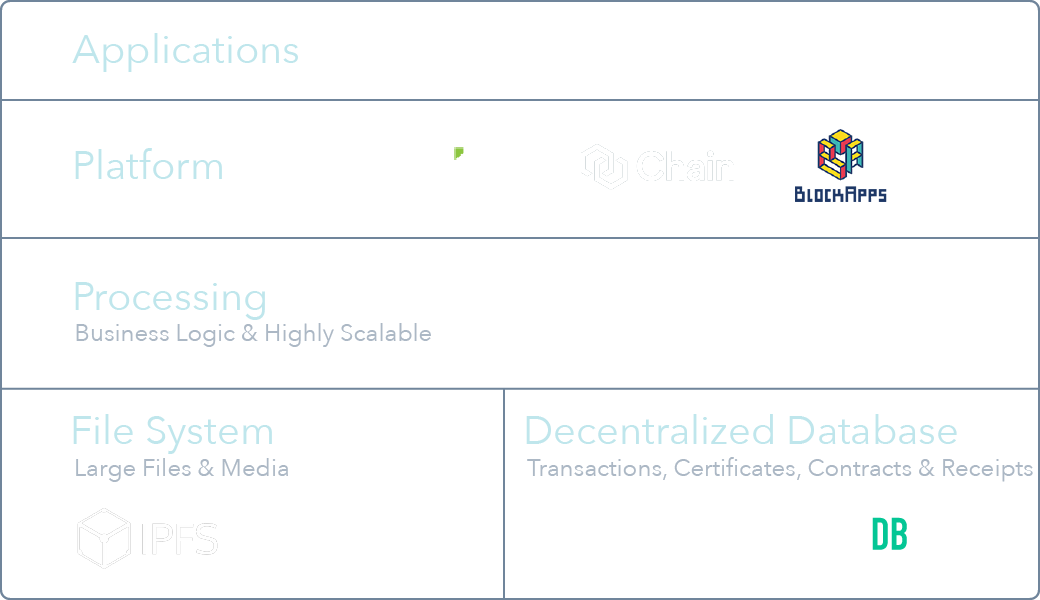 Applications
Platform
Chain
BLOCKAPPS
Processing
Business Logic & Highly Scalable
File System
Large Files & Media
IPFS
Decentralized Database
Transactions, Certificates, Contracts & Receipts
DB